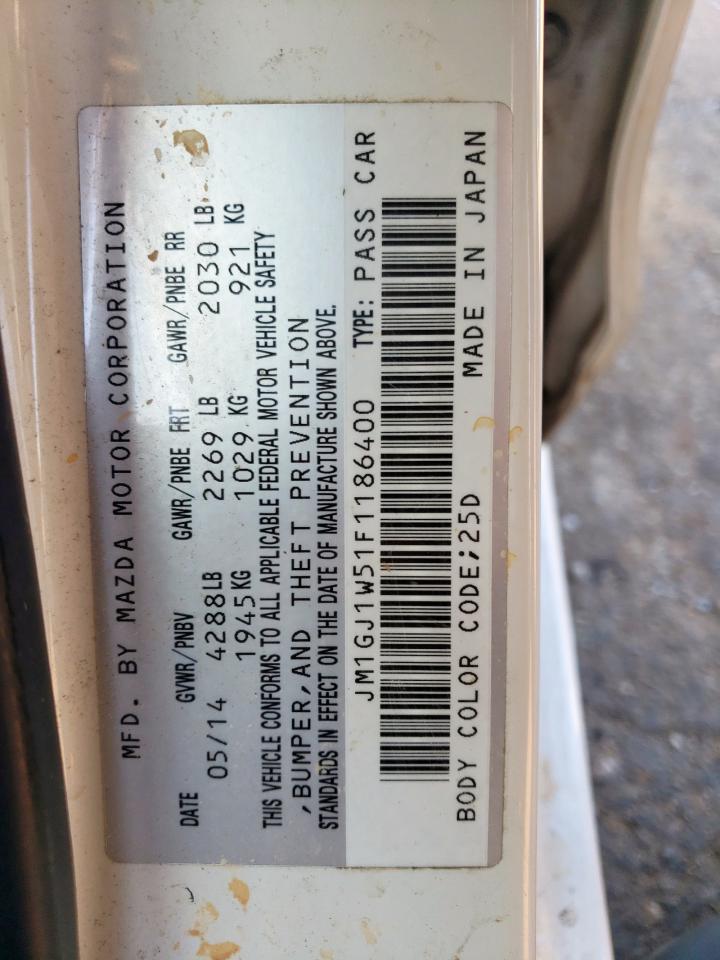 MFD. BY MAZDA MOTOR CORPORATION
DATE GVWR/PNBV GAWR/PNBE FRT GAWR/PNBE RR
05/14 4288LB 2269 LB 2030 LB
1945KG 1029 KG 921 KG
THIS VEHICLE CONFORMS TO ALL APPLICABLE FEDERAL MOTOR VEHICLE SAFETY
,BUMPER,AND THEFT PREVENTION
STANDARDS IN EFFECT ON THE DATE OF MANUFACTURE SHOWN ABOVE.
JM1GJ1W51F1186400 TYPE: PASS CAR
BODY COLOR CODE;25D MADE IN JAPAN